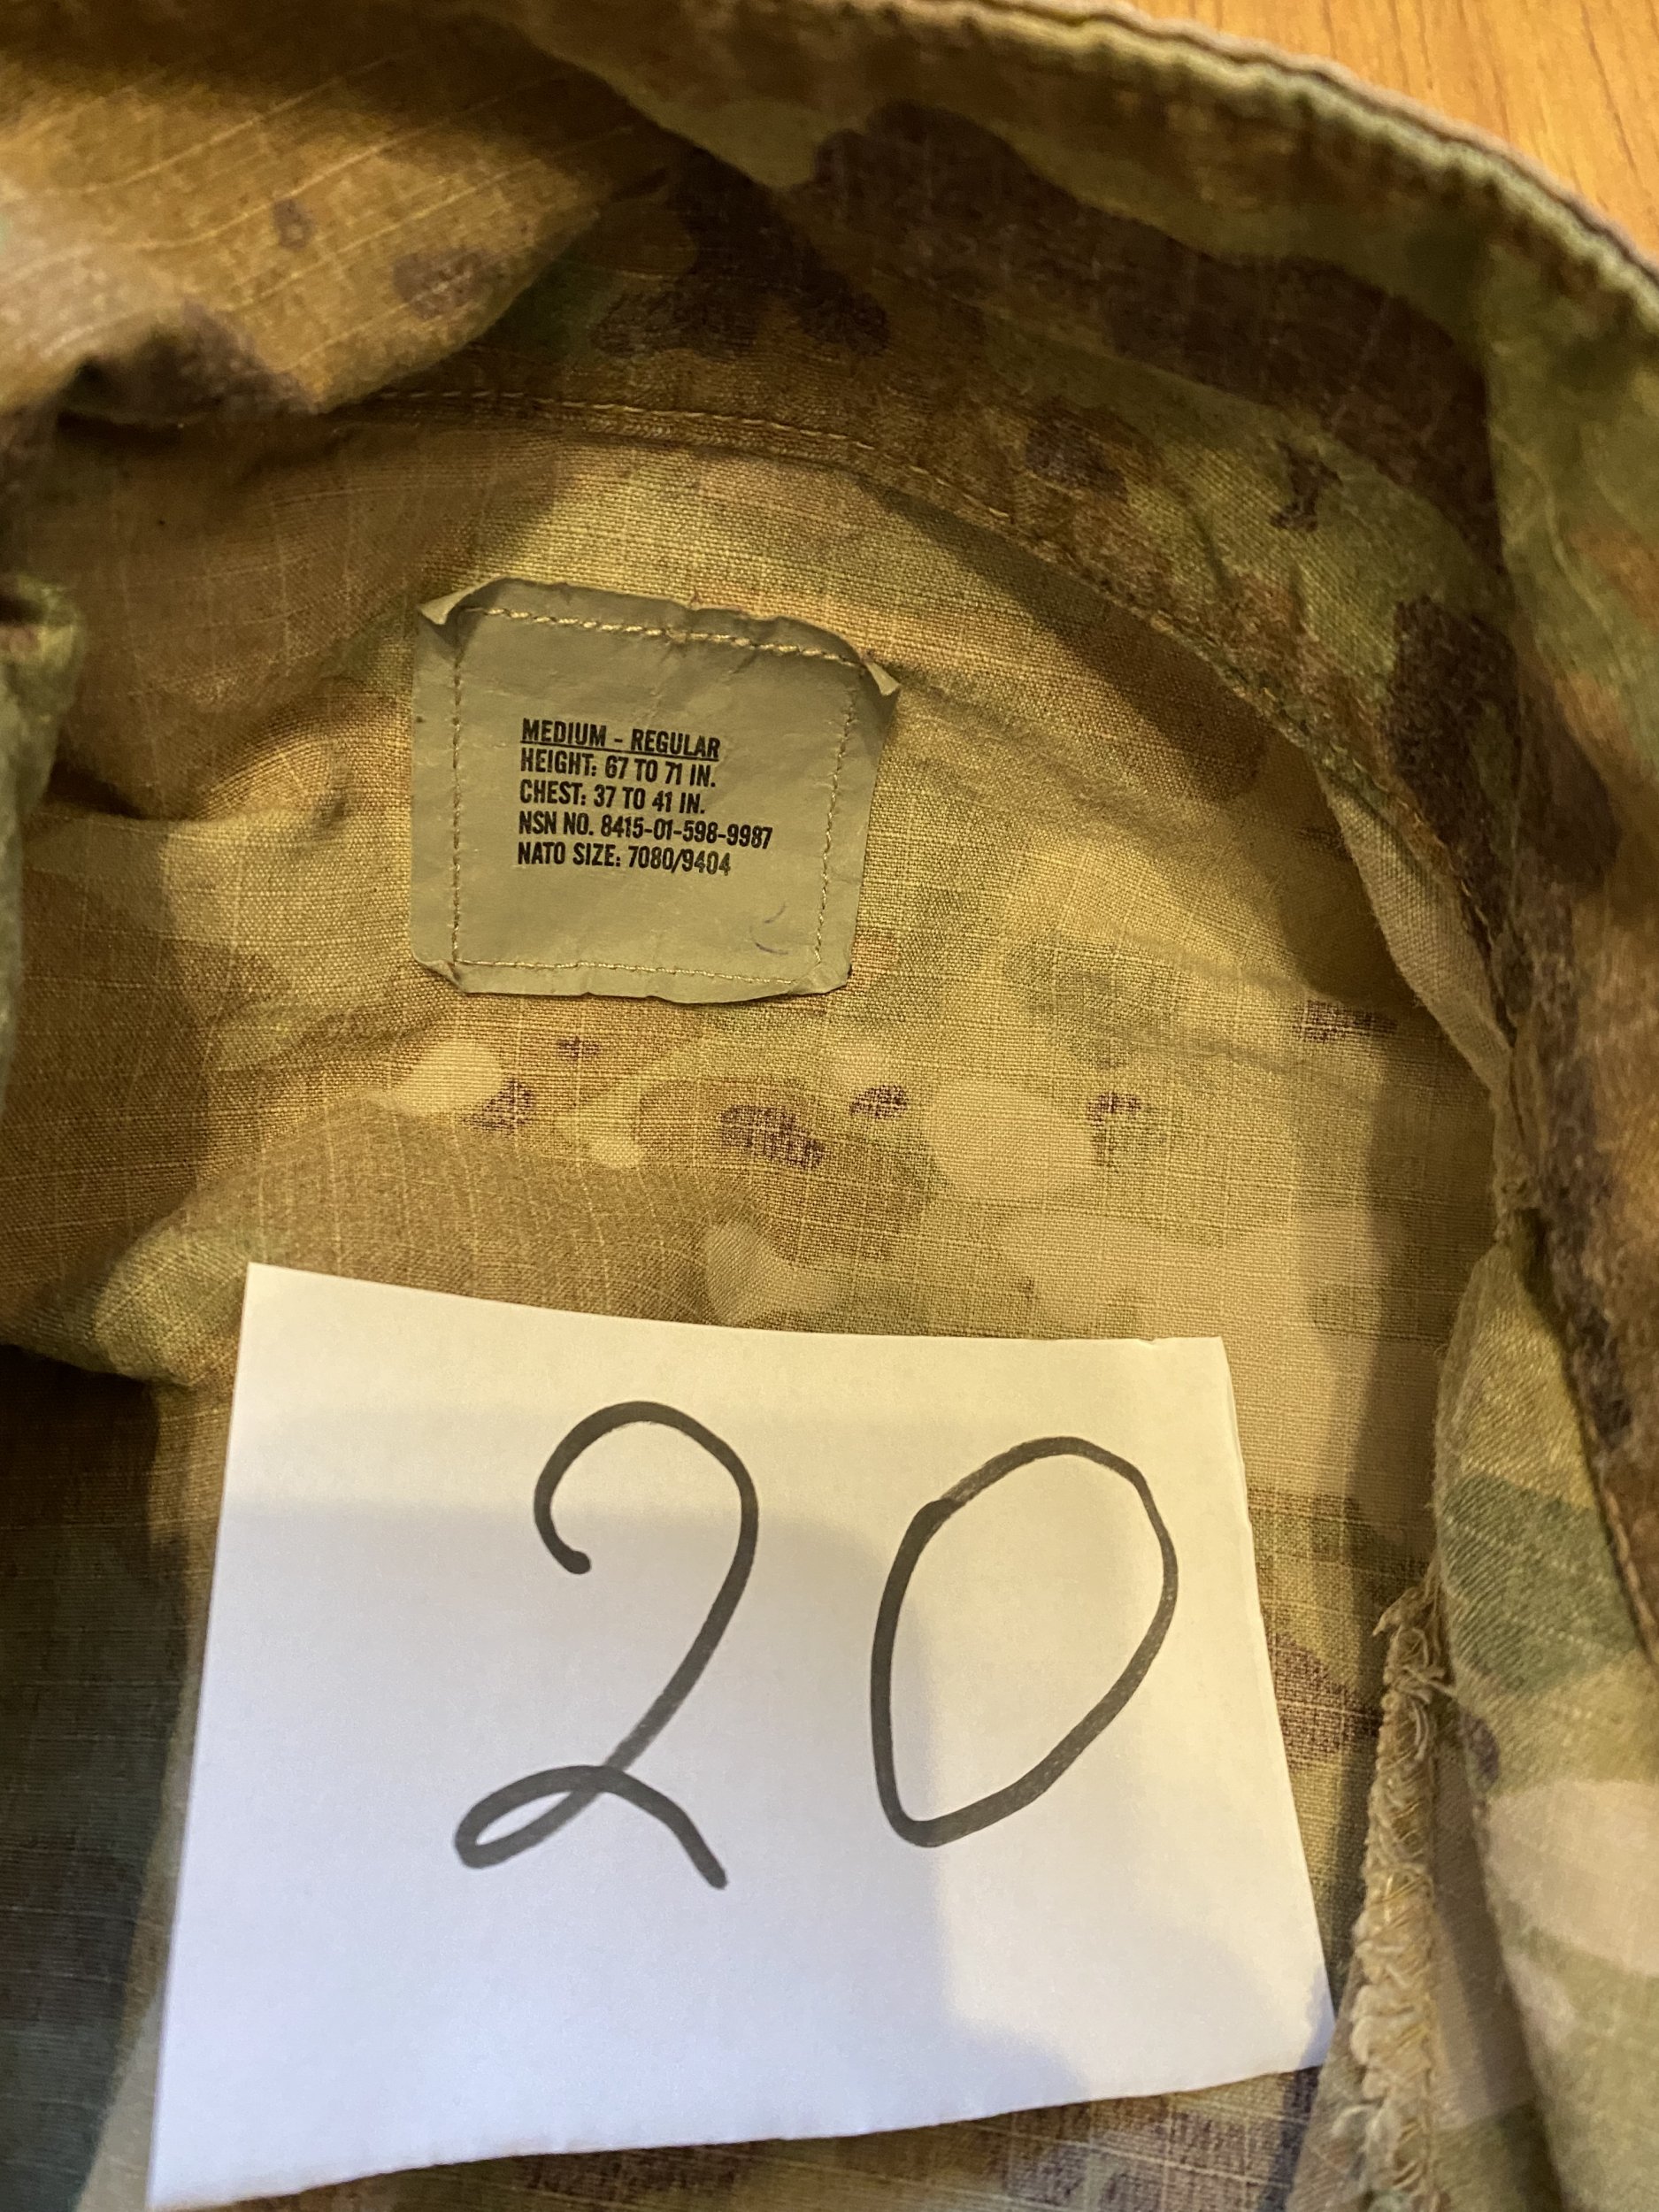 MEDIUM - REGULAR
HEIGHT: 67 TO 71 IN.
CHEST: 37 TO 41 IN.
NSN NO. 8415-01-598-9987
NATO SIZE: 7080/9404
20